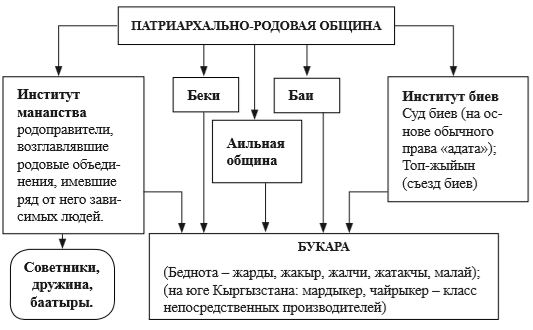 ПАТРИАРХАЛЬНО-РОДОВАЯ ОБЩИНА
Институт
манапства
родоправители,
возглавлявшие
родовые объеди-
нения, имевшие
ряд от него зави-
симых людей.
Беки
Аильная
община
Баи
Институт биев
Суд биев (на ос-
нове обычного
права «адата»);
Топ-жыйын
(съезд биев)
Советники,
дружина,
баатыры.
БУКАРА
(Беднота – жарды, жакыр, жалчи, жатакчы, малай);
(на юге Кыргызстана: мардыкер, чайрыкер – класс
непосредственных производителей)